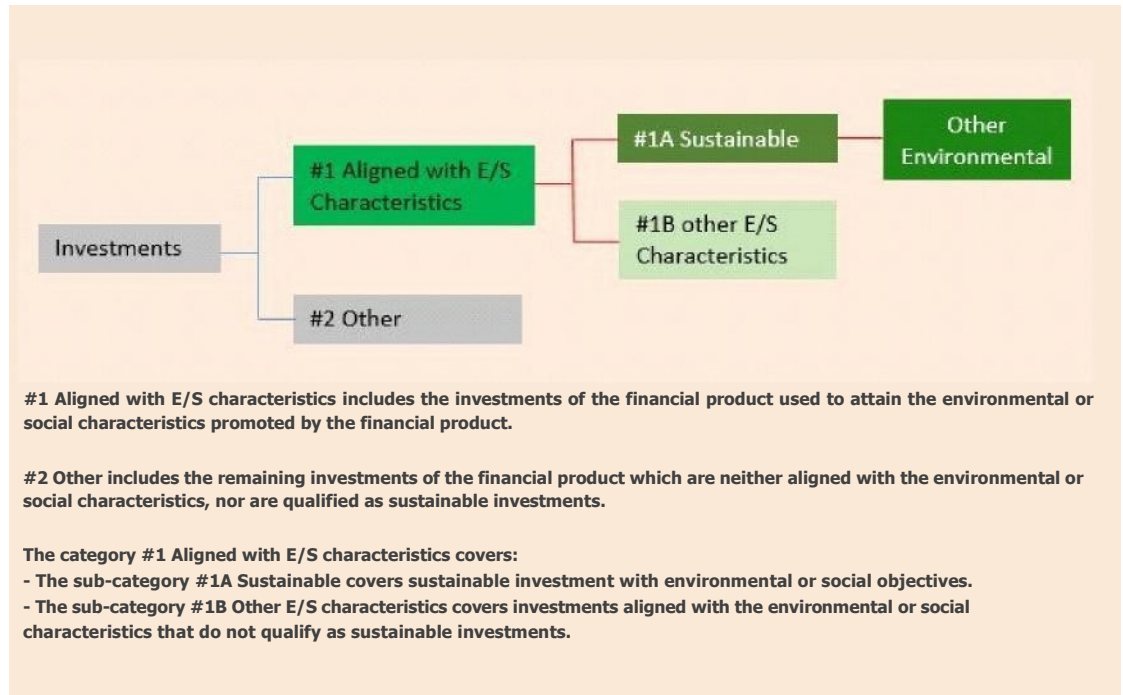 Other
Environmental
#1A Sustainable
#1 Aligned with E/S
Characteristics
#1B other E/S
Characteristics
Investments
#2 Other
#1 Aligned with E/S characteristics includes the investments of the financial product used to attain the environmental or
social characteristics promoted by the financial product.
#2 Other includes the remaining investments of the financial product which are neither aligned with the environmental or
social characteristics, nor are qualified as sustainable investments.
The category #1 Aligned with E/S characteristics covers:
- The sub-category #1A Sustainable covers sustainable investment with environmental or social objectives.
- The sub-category #1B Other E/S characteristics covers investments aligned with the environmental or social
characteristics that do not qualify as sustainable investments.